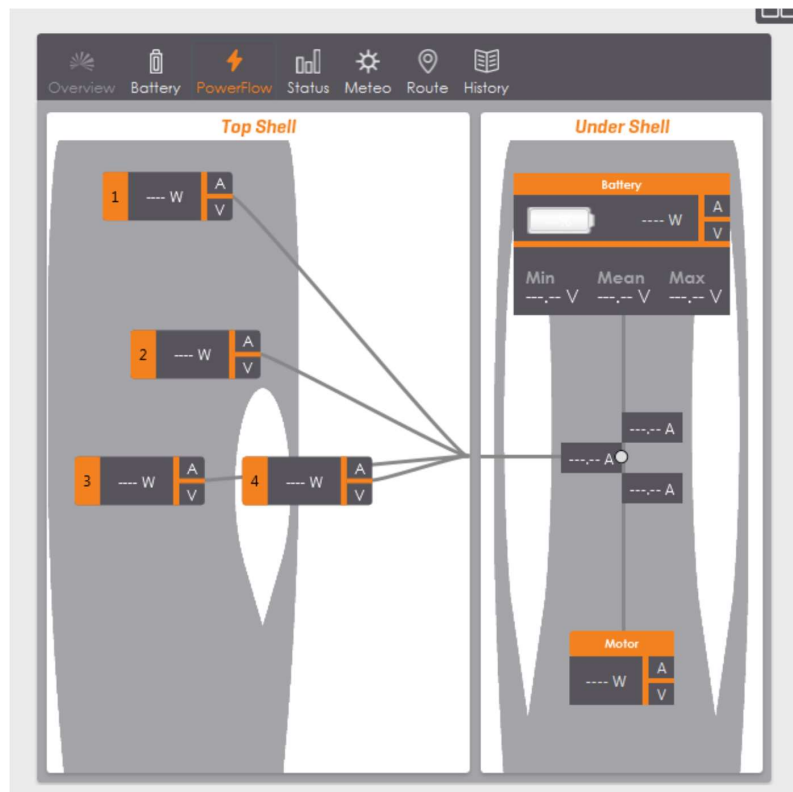 Overview Battery PowerFlow Status Meteo Route History
Top Shell
1 ---- W A V
2 ---- W A V
3 ---- W A V
4 ---- W A V
Under Shell
Battery
---- W A V
Min Mean Max
---.-- V ---.-- V ---.-- V
---.-- A
---.-- A
---.-- A
Motor
---- W A V